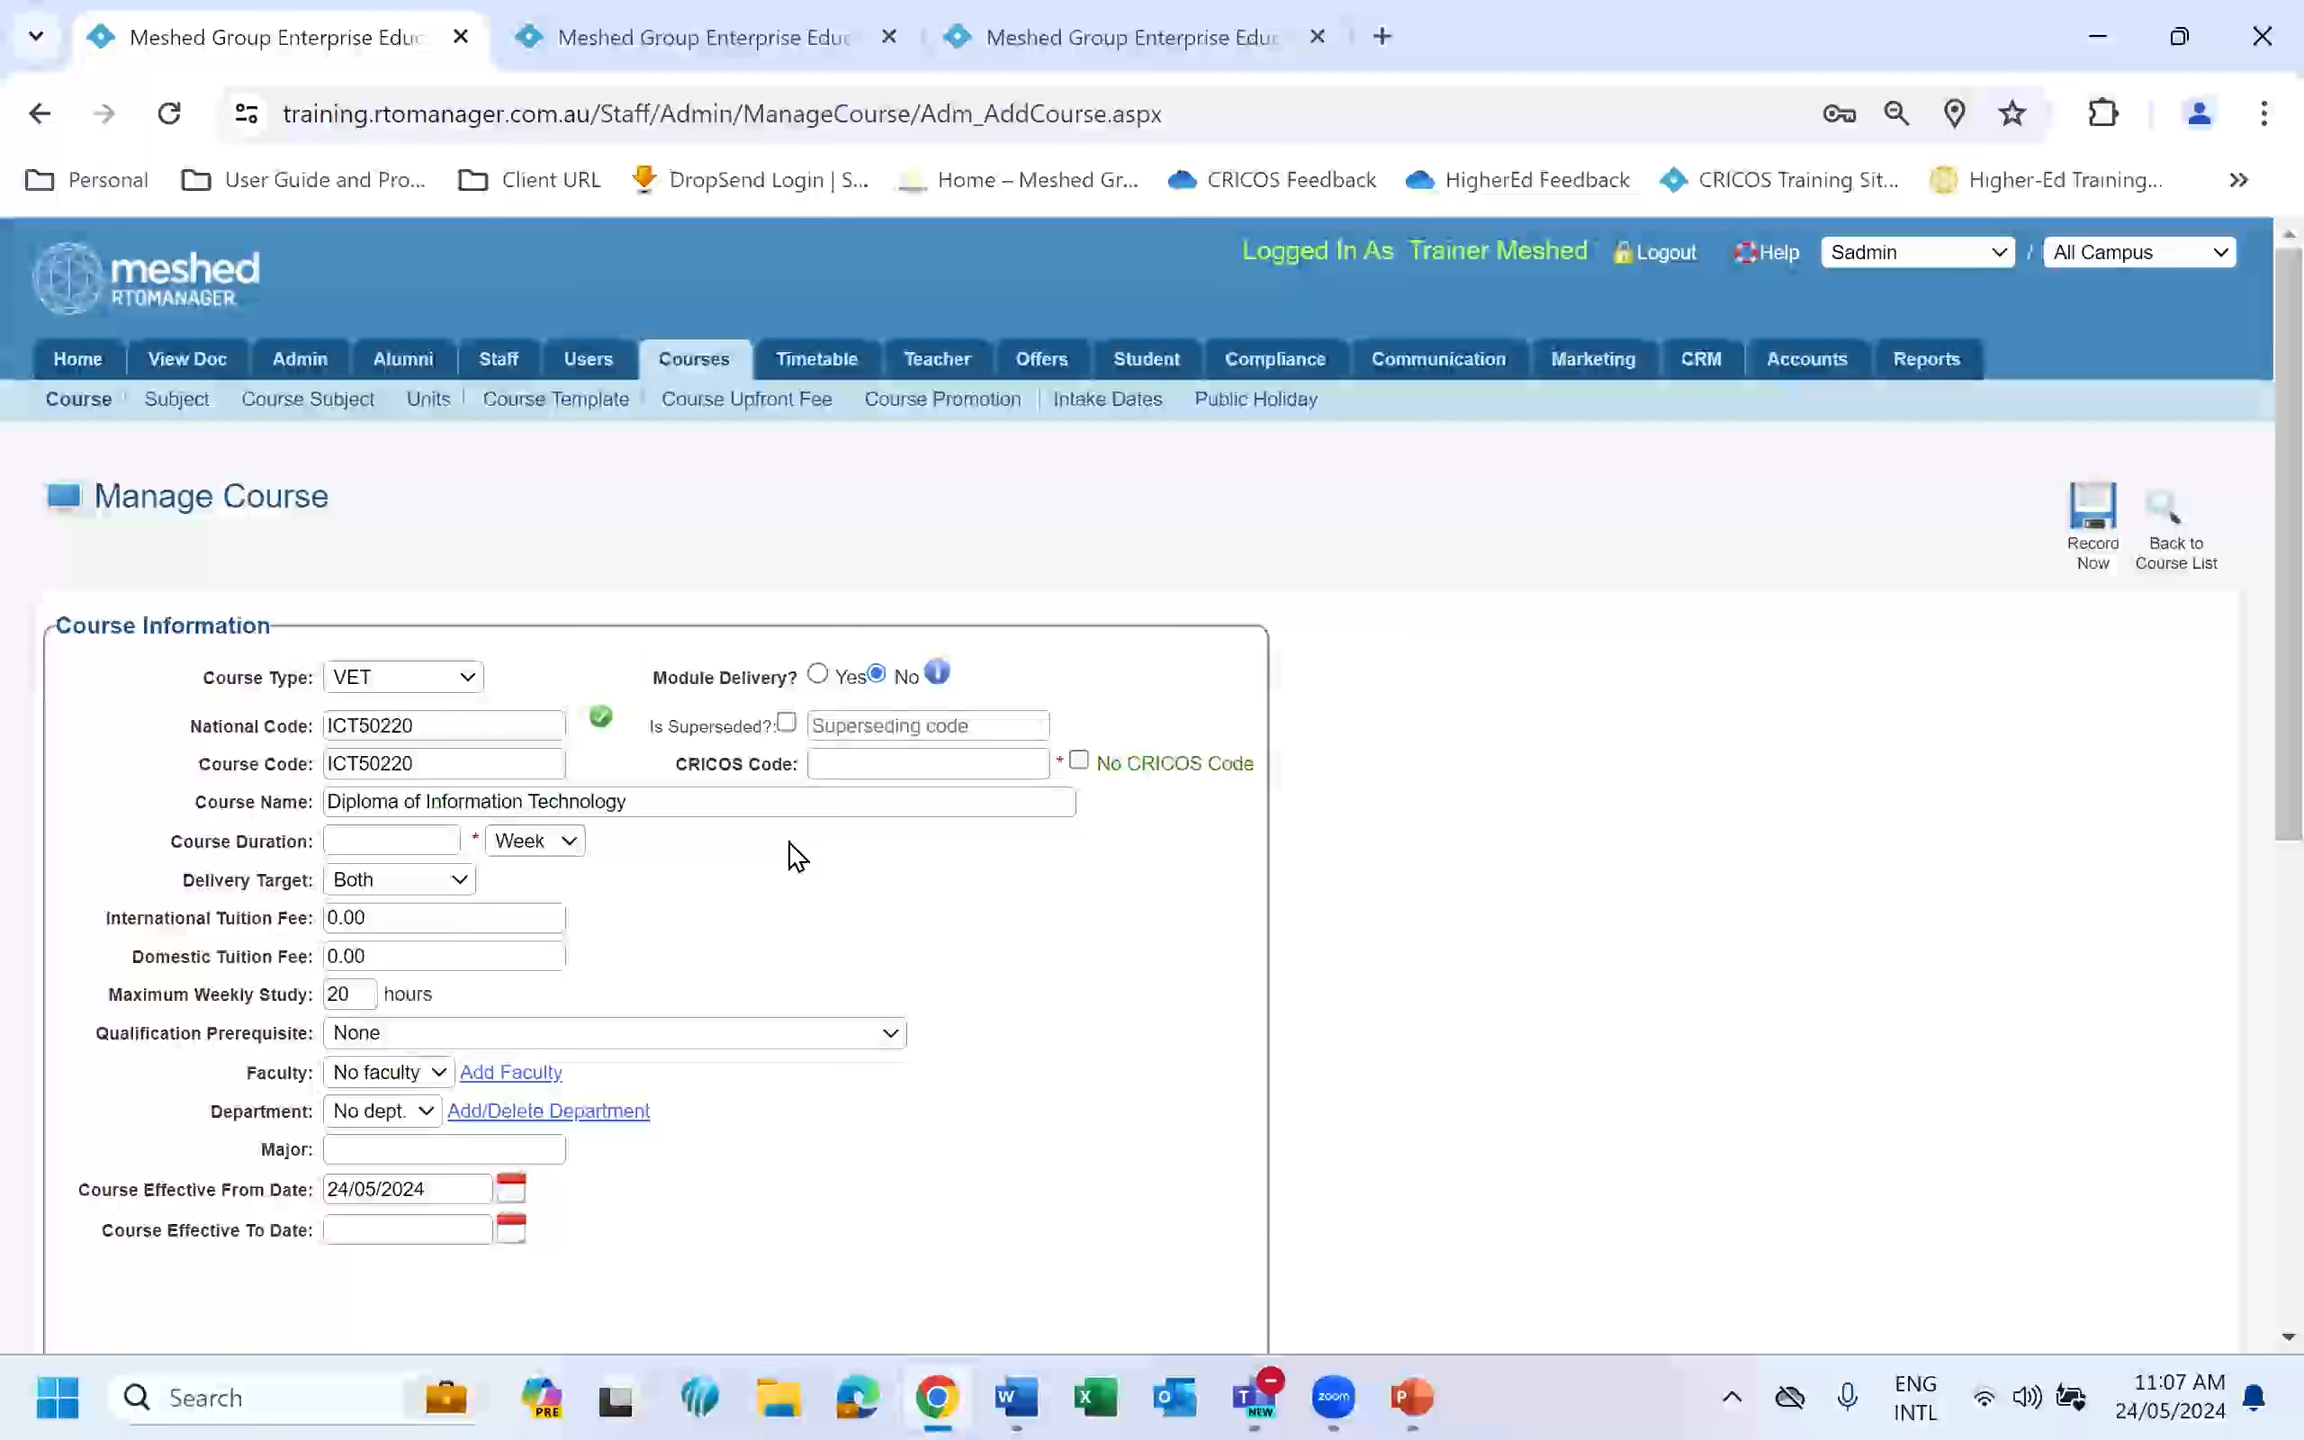 Meshed Group Enterprise Educ
Meshed Group Enterprise Educ
Meshed Group Enterprise Educ
training.rtomanager.com.au/Staff/Admin/ManageCourse/Adm_AddCourse.aspx
Personal User Guide and Pro... Client URL DropSend Login | S... Home – Meshed Gr... CRICOS Feedback HigherEd Feedback CRICOS Training Sit... Higher-Ed Training...
meshed
RTOMANAGER
Logged In As Trainer Meshed Logout Help Sadmin / All Campus
Home View Doc Admin Alumni Staff Users Courses Timetable Teacher Offers Student Compliance Communication Marketing CRM Accounts Reports
Course Subject Course Subject Units Course Template Course Upfront Fee Course Promotion Intake Dates Public Holiday
Manage Course
Record
Now
Back to
Course List
Course Information
Course Type: VET Module Delivery? Yes No
National Code: ICT50220 Is Superseded?: Superseding code
Course Code: ICT50220 CRICOS Code: * No CRICOS Code
Course Name: Diploma of Information Technology
Course Duration: * Week
Delivery Target: Both
International Tuition Fee: 0.00
Domestic Tuition Fee: 0.00
Maximum Weekly Study: 20 hours
Qualification Prerequisite: None
Faculty: No faculty Add Faculty
Department: No dept. Add/Delete Department
Major:
Course Effective From Date: 24/05/2024
Course Effective To Date:
Search
PRE
W
X
O
T
NEW
zoom
P
ENG
INTL
11:07 AM
24/05/2024